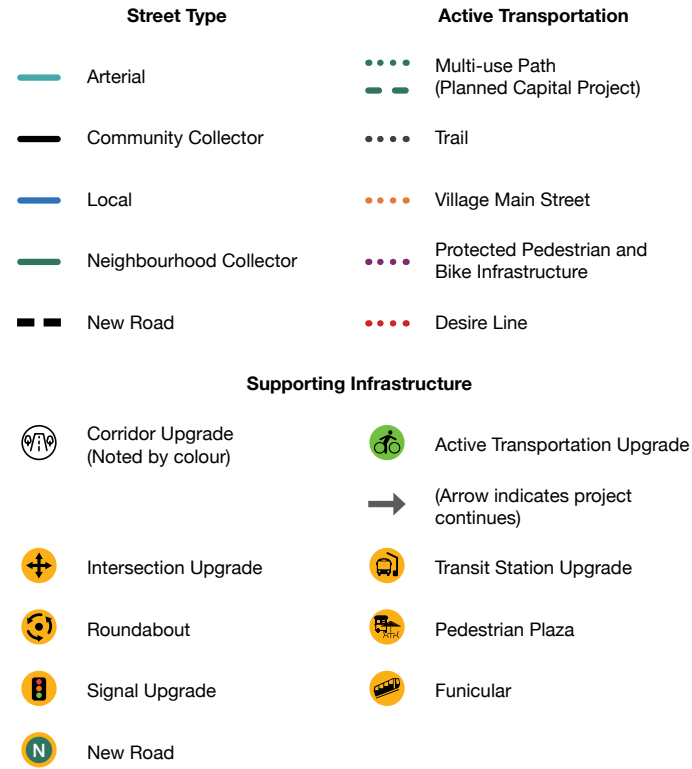 Street Type
Active Transportation
Arterial
Multi-use Path
(Planned Capital Project)
Community Collector
Trail
Local
Village Main Street
Neighbourhood Collector
Protected Pedestrian and
Bike Infrastructure
New Road
Desire Line
Supporting Infrastructure
Corridor Upgrade
(Noted by colour)
Active Transportation Upgrade
(Arrow indicates project
continues)
Intersection Upgrade
Transit Station Upgrade
Roundabout
Pedestrian Plaza
Signal Upgrade
Funicular
N
New Road